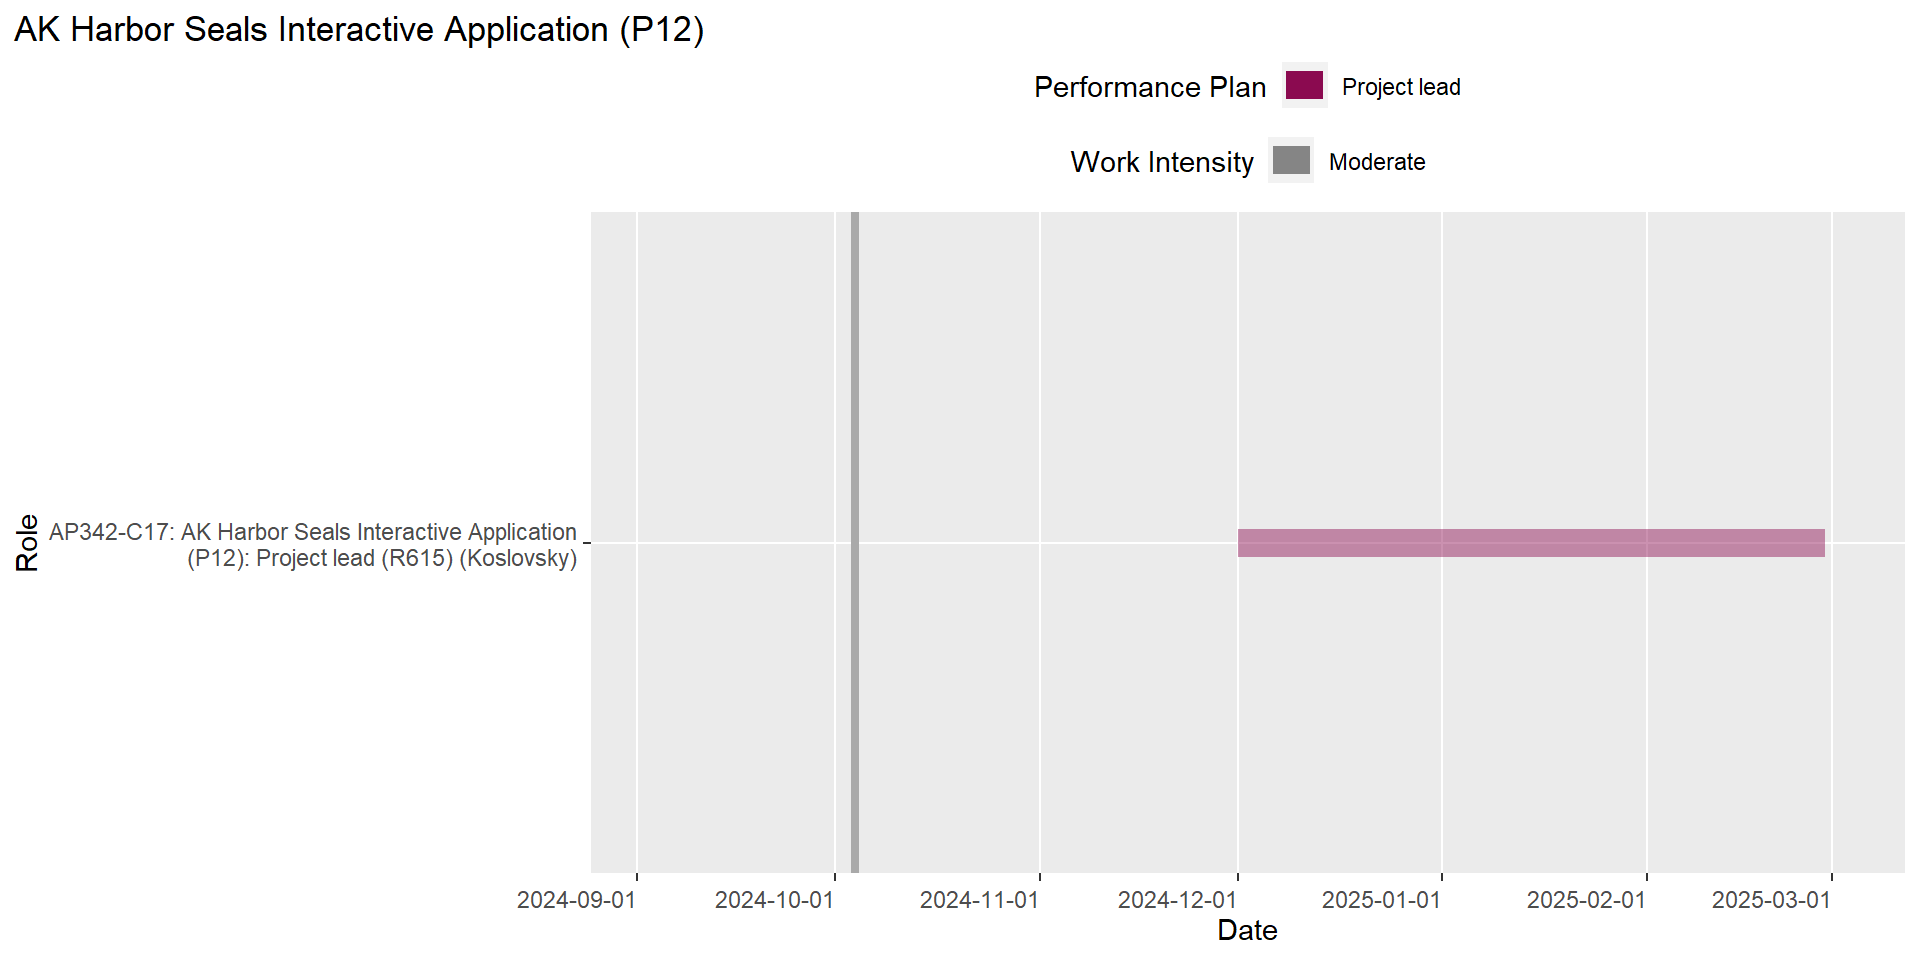 AK Harbor Seals Interactive Application (P12)
Performance Plan Project lead
Work Intensity Moderate
Role
AP342-C17: AK Harbor Seals Interactive Application
(P12): Project lead (R615) (Koslovsky)
2024-09-01 2024-10-01 2024-11-01 2024-12-01 2025-01-01 2025-02-01 2025-03-01
Date